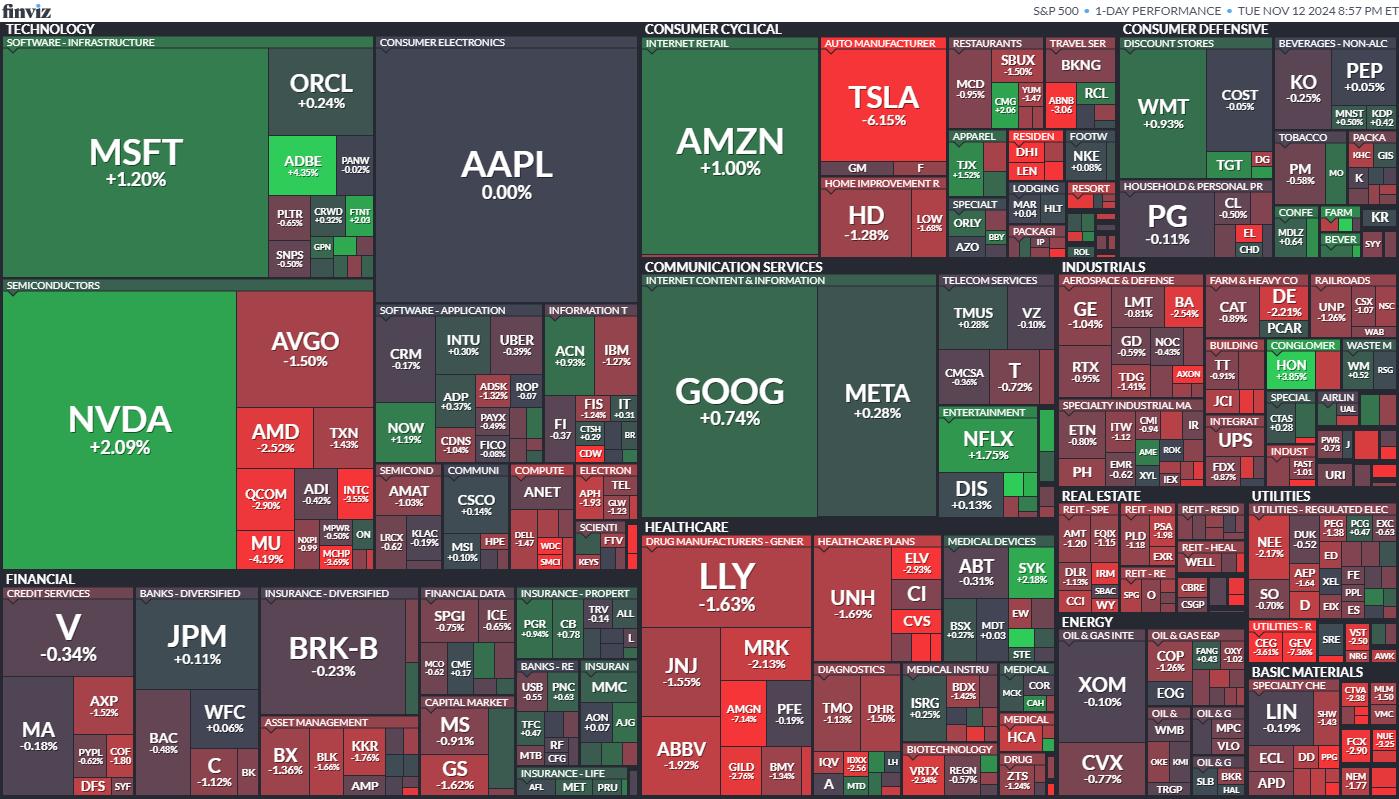 finviz
S&P 500 • 1-DAY PERFORMANCE • TUE NOV 12 2024 8:57 PM ET
TECHNOLOGY
SOFTWARE - INFRASTRUCTURE
MSFT
+1.20%
ORCL
+0.24%
ADBE
+4.35%
PANW
-0.02%
PLTR
-0.65%
CRWD
+0.32%
FTNT
+2.03
SNPS
-0.50%
GPN
CONSUMER ELECTRONICS
AAPL
0.00%
SEMICONDUCTORS
NVDA
+2.09%
AVGO
-1.50%
AMD
-2.52%
TXN
-1.43%
QCOM
-2.90%
ADI
-0.42%
INTC
-3.55%
MU
-4.19%
NXPI
-0.99
MPWR
-0.50%
ON
MCHP
-3.69%
SOFTWARE - APPLICATION
CRM
-0.17%
INTU
+0.30%
UBER
-0.39%
NOW
+1.19%
ADP
+0.37%
ADSK
-1.32%
ROP
-0.07
PAYX
-0.49%
CDNS
-1.04%
FICO
-0.08%
INFORMATION T
ACN
+0.93%
IBM
-1.27%
FI
-0.37
FIS
-1.24%
IT
+0.31
CTSH
+0.29
BR
CDW
SEMICOND
AMAT
-1.03%
LRCX
-0.62
KLAC
-0.19%
COMMUNI
CSCO
+0.14%
MSI
+0.10%
HPE
COMPUTE
ANET
DELL
-1.47
WDC
SMCI
ELECTRON
APH
-1.93
TEL
GLW
-1.23
SCIENTI
FTV
KEYS
CONSUMER CYCLICAL
INTERNET RETAIL
AMZN
+1.00%
AUTO MANUFACTURER
TSLA
-6.15%
GM
F
HOME IMPROVEMENT R
HD
-1.28%
LOW
-1.68%
RESTAURANTS
MCD
-0.95%
SBUX
-1.50%
CMG
+2.06
YUM
-1.47
TRAVEL SER
BKNG
ABNB
-3.06
RCL
APPAREL
TJX
+1.52%
RESIDEN
DHI
LEN
FOOTW
NKE
+0.08%
SPECIALT
ORLY
AZO
BBY
LODGING
MAR
+0.04
HLT
RESORT
PACKAGI
IP
ROL
CONSUMER DEFENSIVE
DISCOUNT STORES
WMT
+0.93%
COST
-0.05%
TGT
DG
BEVERAGES - NON-ALC
KO
-0.25%
PEP
+0.05%
MNST
+0.50%
KDP
+0.42
TOBACCO
PM
-0.58%
MO
PACKA
KHC
GIS
K
HOUSEHOLD & PERSONAL PR
PG
-0.11%
CL
-0.50%
EL
CHD
CONFE
MDLZ
+0.64
FARM
BEVER
KR
SYY
COMMUNICATION SERVICES
INTERNET CONTENT & INFORMATION
GOOG
+0.74%
META
+0.28%
TELECOM SERVICES
TMUS
+0.28%
VZ
-0.10%
CMCSA
-0.36%
T
-0.72%
ENTERTAINMENT
NFLX
+1.75%
DIS
+0.13%
INDUSTRIALS
AEROSPACE & DEFENSE
GE
-1.04%
LMT
-0.81%
BA
-2.54%
RTX
-0.95%
GD
-0.59%
NOC
-0.43%
TDG
-1.41%
AXON
FARM & HEAVY CO
CAT
-0.89%
DE
-2.21%
PCAR
RAILROADS
UNP
-1.26%
CSX
-1.07
NSC
WAB
BUILDING
TT
-0.91%
JCI
CONGLOMER
HON
+3.85%
WASTE M
WM
+0.52
RSG
SPECIALTY INDUSTRIAL MA
ETN
-0.80%
ITW
-1.12
CMI
-0.94
IR
PH
EMR
-0.62
AME
ROK
XYL
IEX
INTEGRAT
UPS
FDX
-0.87%
SPECIAL
CTAS
+0.28
AIRLIN
UAL
INDUST
FAST
-1.01
PWR
-0.73
J
URI
HEALTHCARE
DRUG MANUFACTURERS - GENER
LLY
-1.63%
JNJ
-1.55%
MRK
-2.13%
ABBV
-1.92%
AMGN
-7.14%
PFE
-0.19%
GILD
-2.76%
BMY
-1.34%
HEALTHCARE PLANS
UNH
-1.69%
ELV
-2.93%
CI
CVS
MEDICAL DEVICES
ABT
-0.31%
SYK
+2.18%
BSX
+0.27%
MDT
+0.03
EW
STE
DIAGNOSTICS
TMO
-1.13%
DHR
-1.50%
IQV
IDXX
-2.56
LH
A
MTD
MEDICAL INSTRU
ISRG
+0.25%
BDX
-1.42%
MEDICAL
MCK
COR
CAH
MEDICAL
HCA
BIOTECHNOLOGY
VRTX
-2.34%
REGN
-0.57%
DRUG
ZTS
-1.24%
REAL ESTATE
REIT - SPE
AMT
-1.20
EQIX
-1.15
DLR
-1.13%
IRM
SBAC
CCI
WY
REIT - IND
PLD
-1.18
PSA
-1.98
EXR
REIT - RESID
REIT - HEAL
WELL
REIT - RE
SPG
O
CBRE
CSGP
UTILITIES
UTILITIES - REGULATED ELEC
NEE
-2.17%
DUK
-0.52
PEG
-1.38
PCG
+0.47
EXC
-0.63
SO
-0.70%
AEP
-1.64
ED
XEL
FE
PPL
D
EIX
ES
UTILITIES - R
CEG
-3.61%
GEV
-7.36%
SRE
VST
-2.50
NRG
AWK
ENERGY
OIL & GAS INTE
XOM
-0.10%
CVX
-0.77%
OIL & GAS E&P
COP
-1.26%
FANG
+0.43
OXY
-1.02
EOG
OIL &
WMB
OKE
KMI
TRGP
OIL & G
MPC
VLO
OIL & G
SLB
BKR
HAL
BASIC MATERIALS
SPECIALTY CHE
LIN
-0.19%
SHW
-1.43
ECL
DD
PPG
APD
CTVA
-2.38
MLM
-1.50
VMC
FCX
-2.90
NUE
-3.25
NEM
-1.77
ALB
FINANCIAL
CREDIT SERVICES
V
-0.34%
MA
-0.18%
AXP
-1.52%
PYPL
-0.62%
COF
-1.80
DFS
SYF
BANKS - DIVERSIFIED
JPM
+0.11%
BAC
-0.48%
WFC
+0.06%
C
-1.12%
BK
INSURANCE - DIVERSIFIED
BRK-B
-0.23%
ASSET MANAGEMENT
BX
-1.36%
BLK
-1.66%
KKR
-1.76%
AMP
FINANCIAL DATA
SPGI
-0.75%
ICE
-0.65%
MCO
-0.62
CME
+0.17
CAPITAL MARKET
MS
-0.91%
GS
-1.62%
INSURANCE - PROPERT
PGR
+0.94%
CB
+0.78
TRV
-0.14
ALL
L
BANKS - RE
USB
-0.55
PNC
+0.63
TFC
+0.47
RF
MTB
CFG
INSURAN
MMC
AON
+0.07
AJG
INSURANCE - LIFE
AFL
MET
PRU